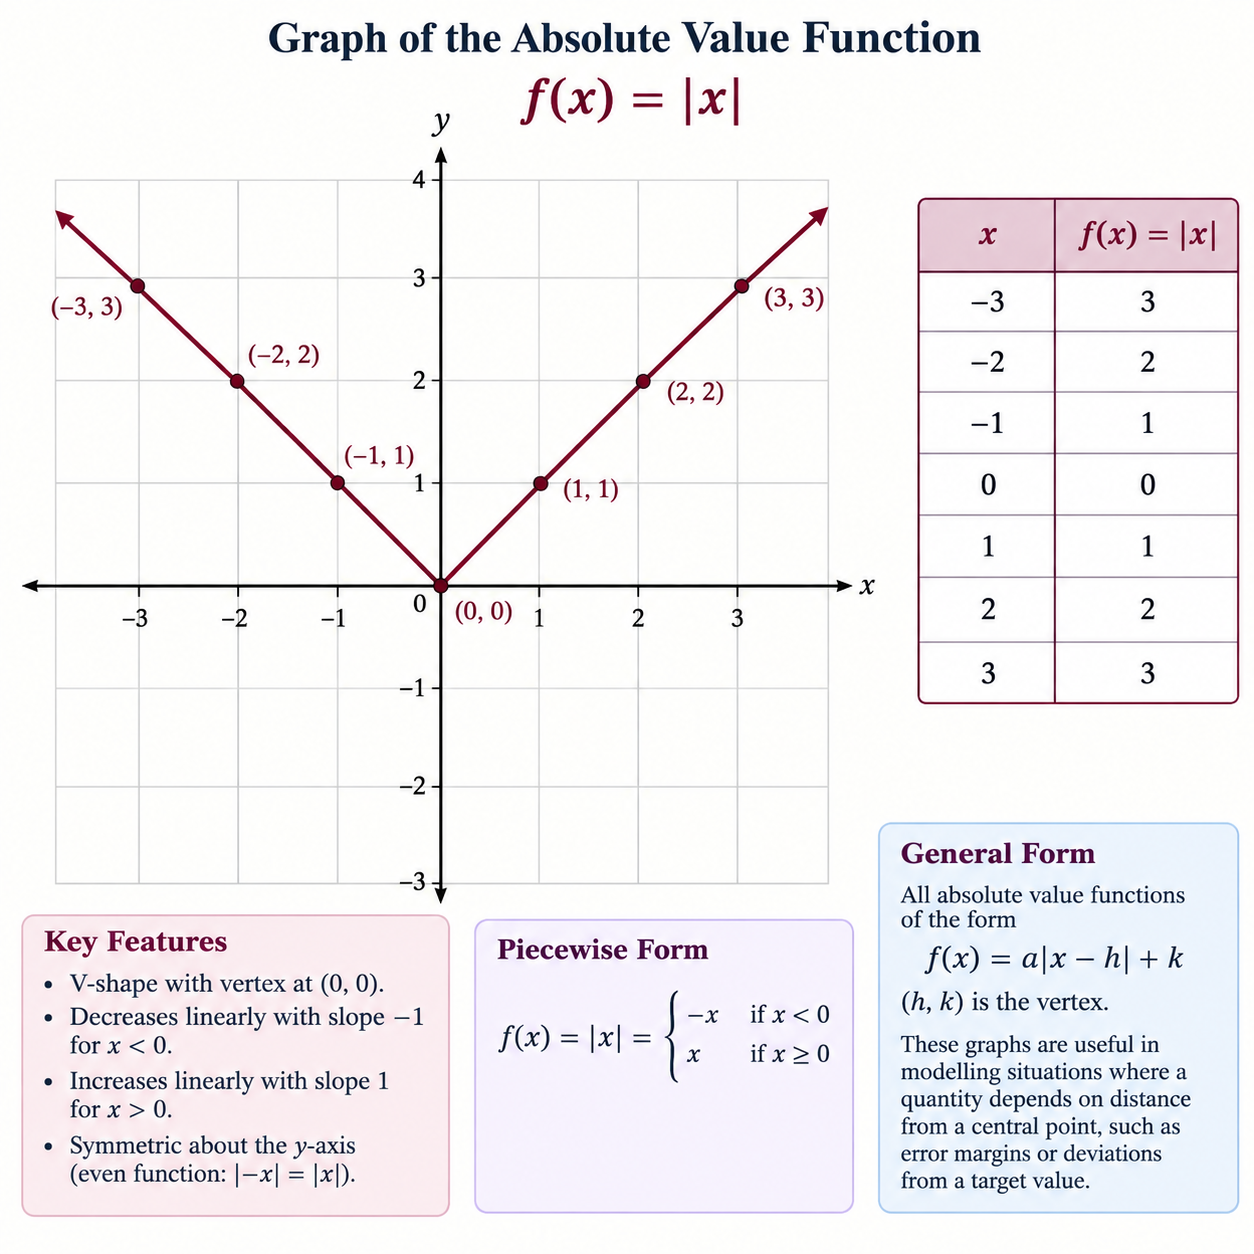 Graph of the Absolute Value Function
f(x) = |x|
y
4
3
2
1
0
−1
−2
−3
−3
−2
−1
1
2
3
x
(−3, 3)
(−2, 2)
(−1, 1)
(0, 0)
(1, 1)
(2, 2)
(3, 3)
x f(x) = |x|
−3 3
−2 2
−1 1
0 0
1 1
2 2
3 3
Key Features
• V-shape with vertex at (0, 0).
• Decreases linearly with slope −1
for x < 0.
• Increases linearly with slope 1
for x > 0.
• Symmetric about the y-axis
(even function: |−x| = |x|).
Piecewise Form
f(x) = |x| = {
−x if x < 0
x if x ≥ 0
General Form
All absolute value functions
of the form
f(x) = a|x − h| + k
(h, k) is the vertex.
These graphs are useful in
modelling situations where a
quantity depends on distance
from a central point, such as
error margins or deviations
from a target value.